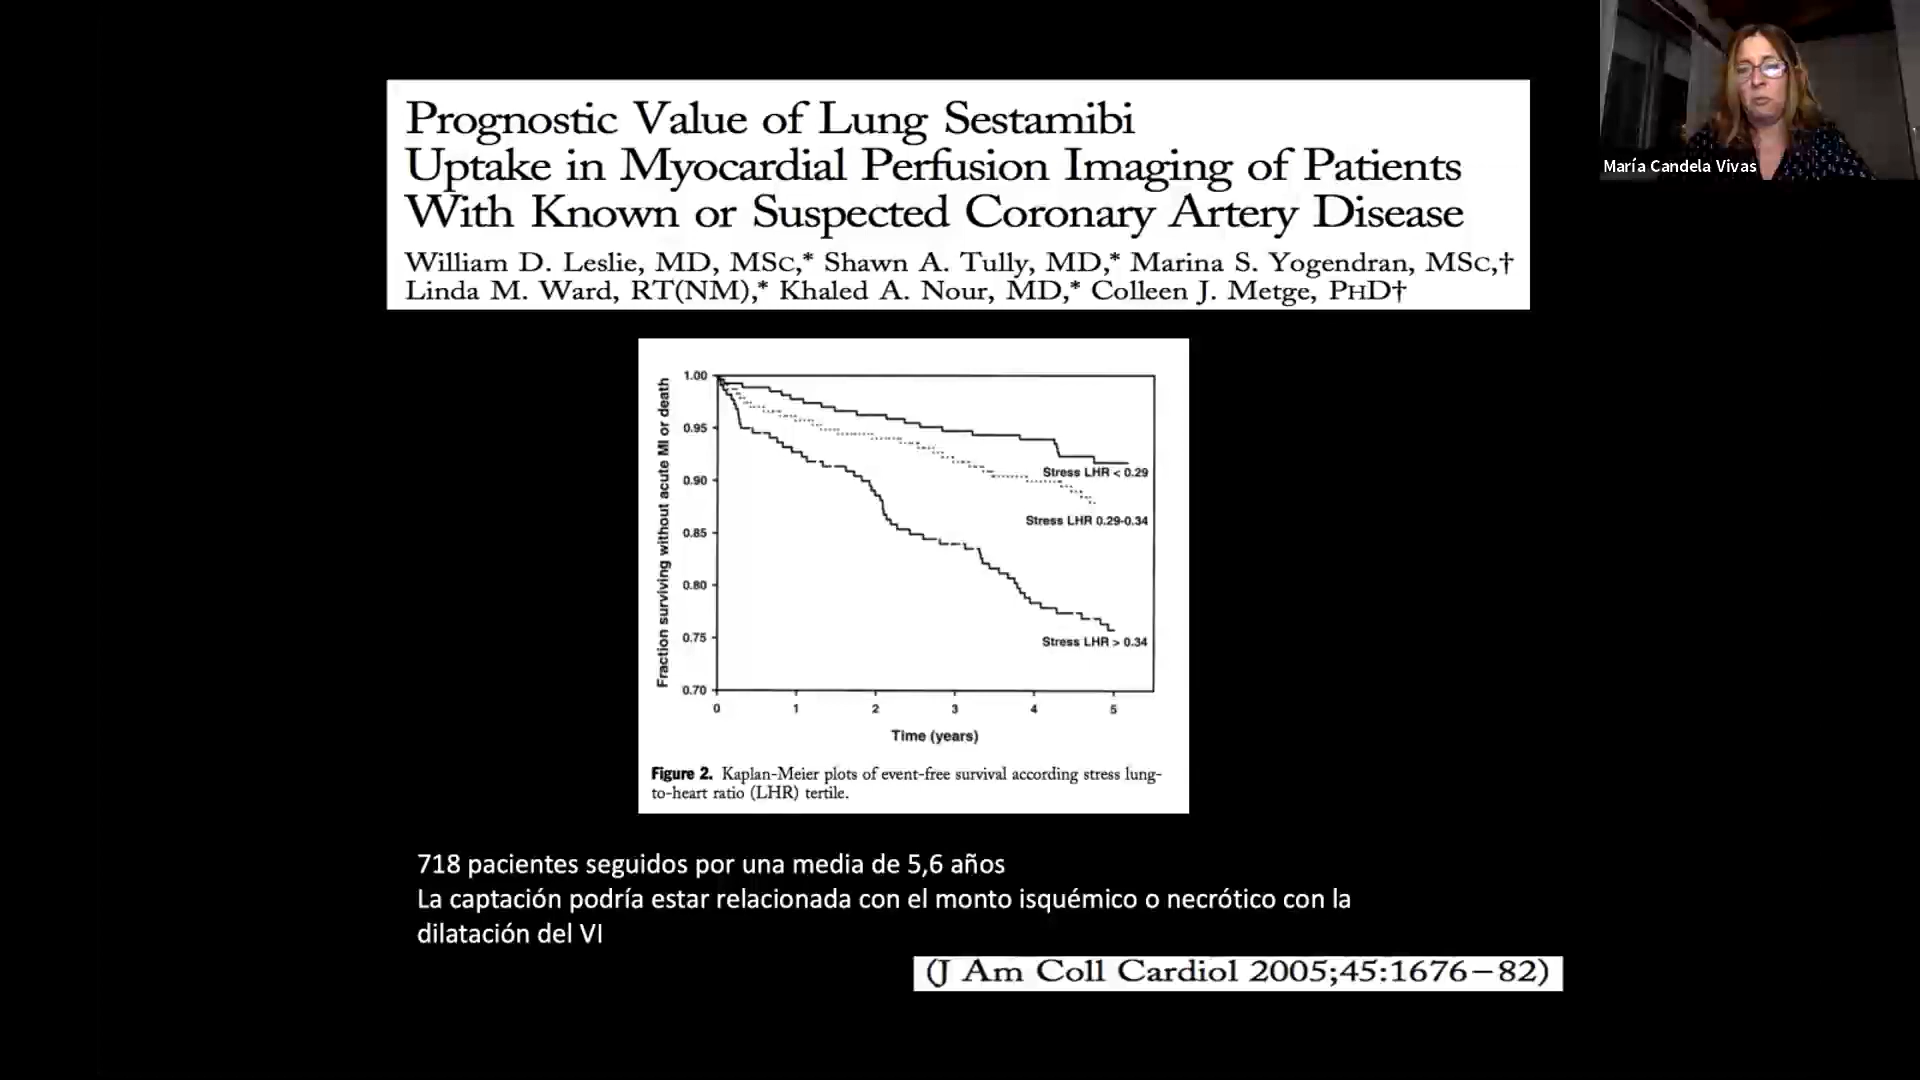 Prognostic Value of Lung Sestamibi
Uptake in Myocardial Perfusion Imaging of Patients
With Known or Suspected Coronary Artery Disease
William D. Leslie, MD, MSc,* Shawn A. Tully, MD,* Marina S. Yogendran, MSc,†
Linda M. Ward, RT(NM),* Khaled A. Nour, MD,* Colleen J. Metge, PhD†
María Candela Vivas
Fraction surviving without acute MI or death
1.00
0.95
0.90
0.85
0.80
0.75
0.70
Stress LHR < 0.29
Stress LHR 0.29-0.34
Stress LHR > 0.34
0 1 2 3 4 5
Time (years)
Figure 2. Kaplan-Meier plots of event-free survival according stress lung-
to-heart ratio (LHR) tertile.
718 pacientes seguidos por una media de 5,6 años
La captación podría estar relacionada con el monto isquémico o necrótico con la
dilatación del VI
(J Am Coll Cardiol 2005;45:1676–82)